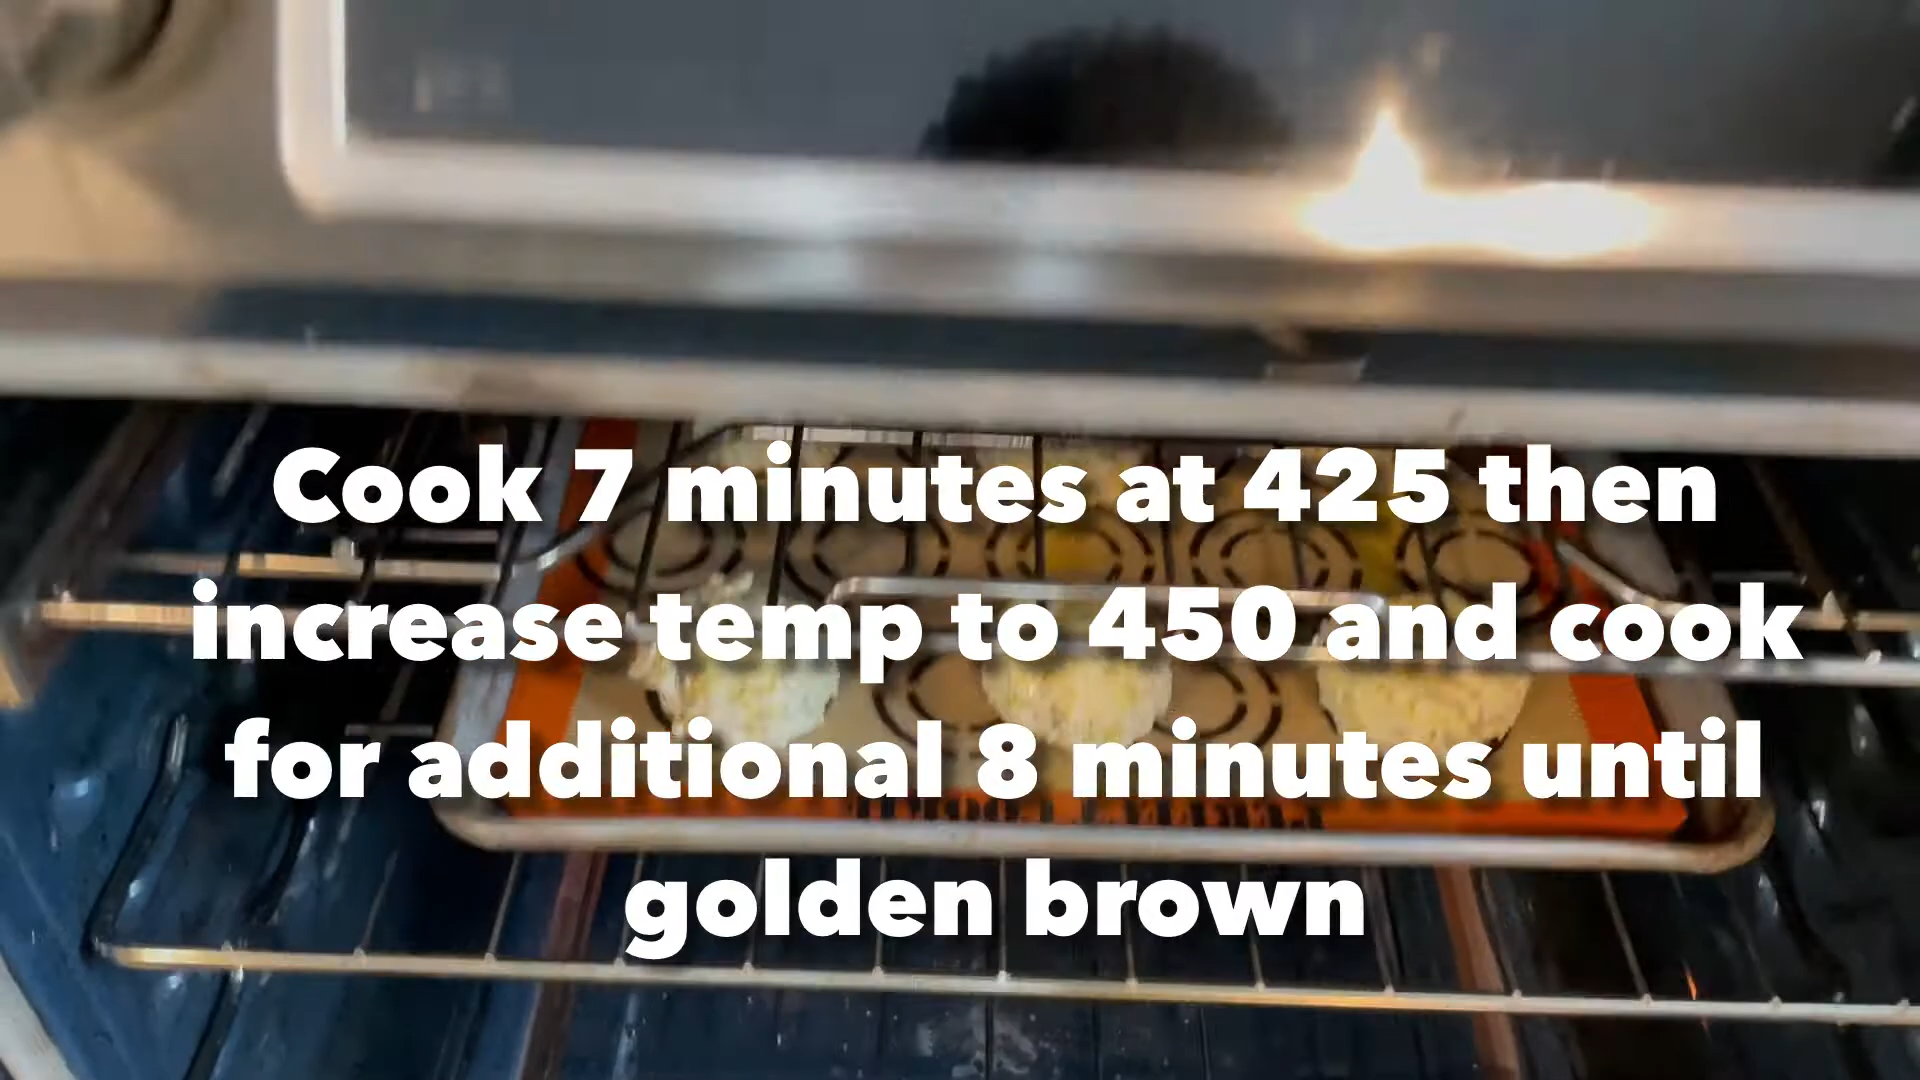 Cook 7 minutes at 425 then
increase temp to 450 and cook
for additional 8 minutes until
golden brown